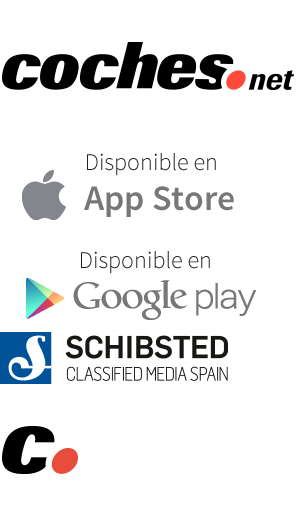 coches.net
Disponible en
App Store
Disponible en
Google play
S
SCHIBSTED
CLASSIFIED MEDIA SPAIN
c.